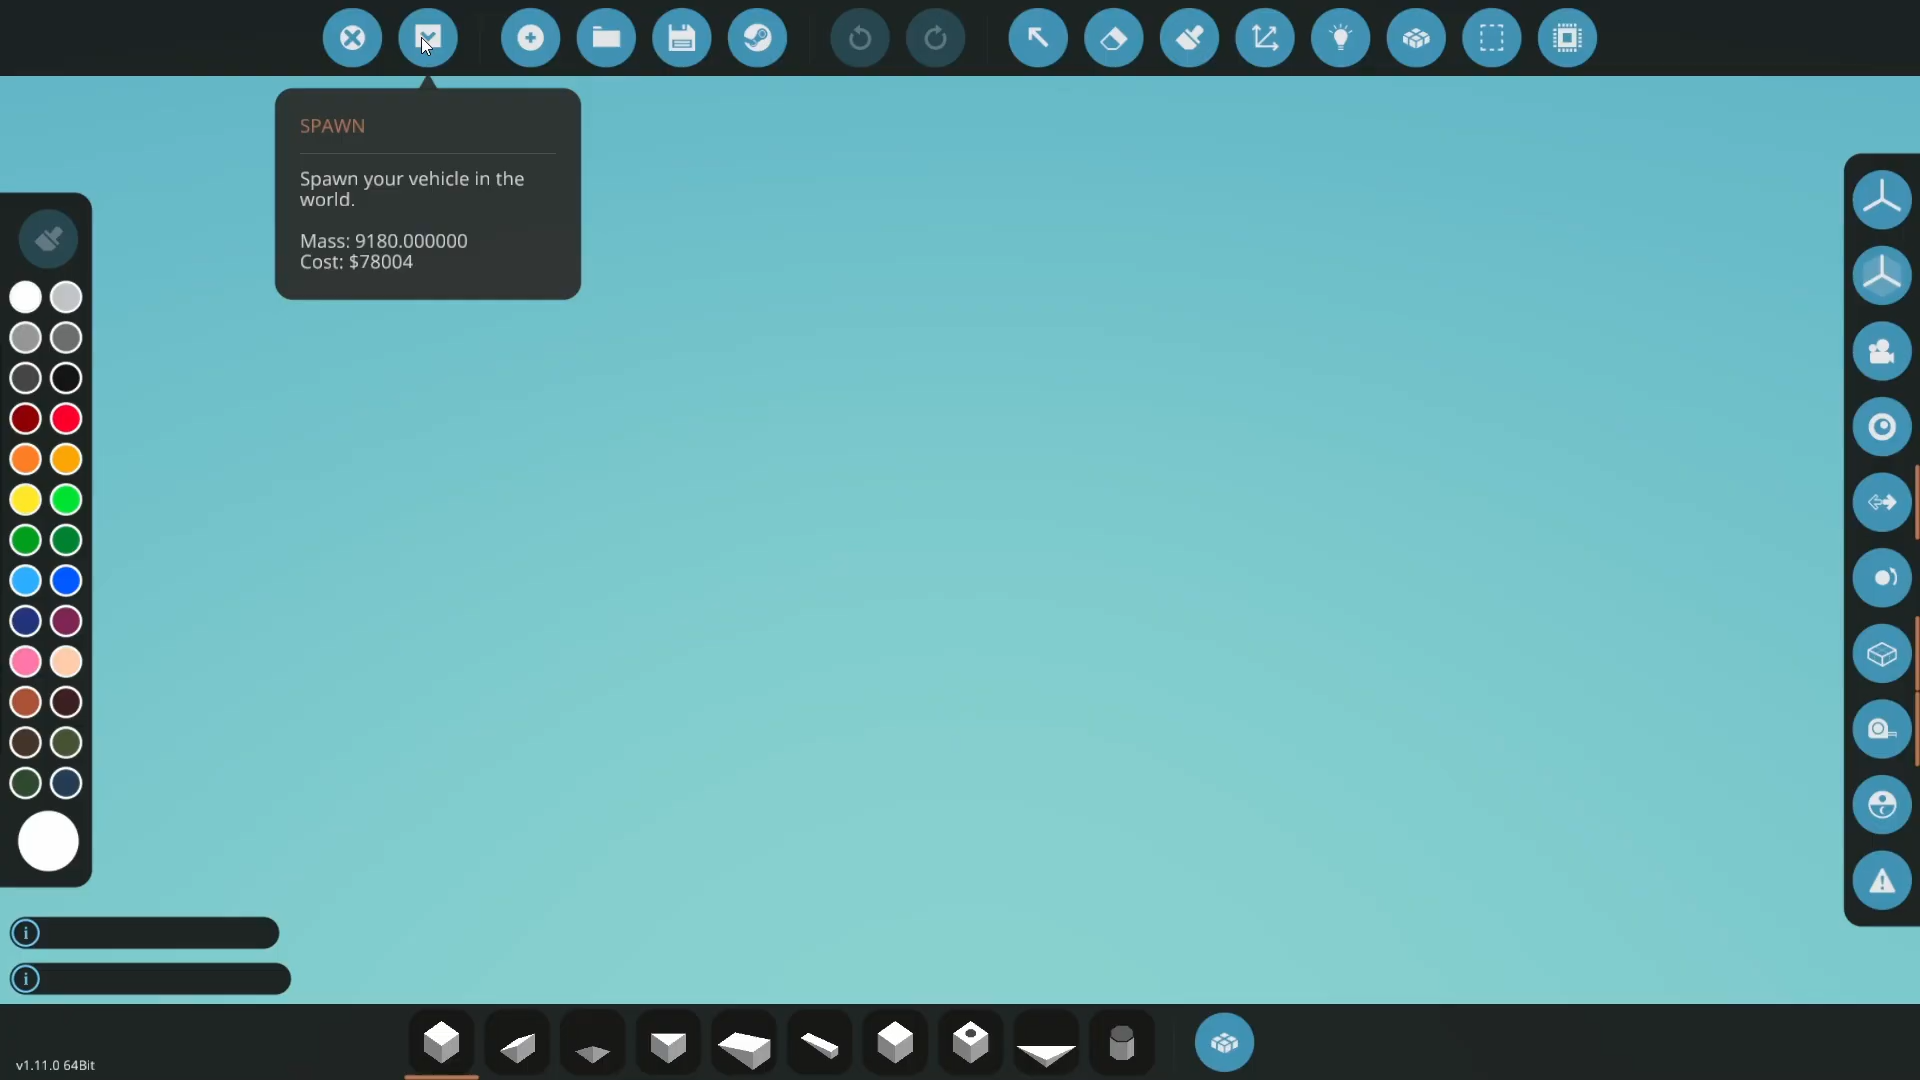 SPAWN
Spawn your vehicle in the
world.
Mass: 9180.000000
Cost: $78004
v1.11.0 64Bit